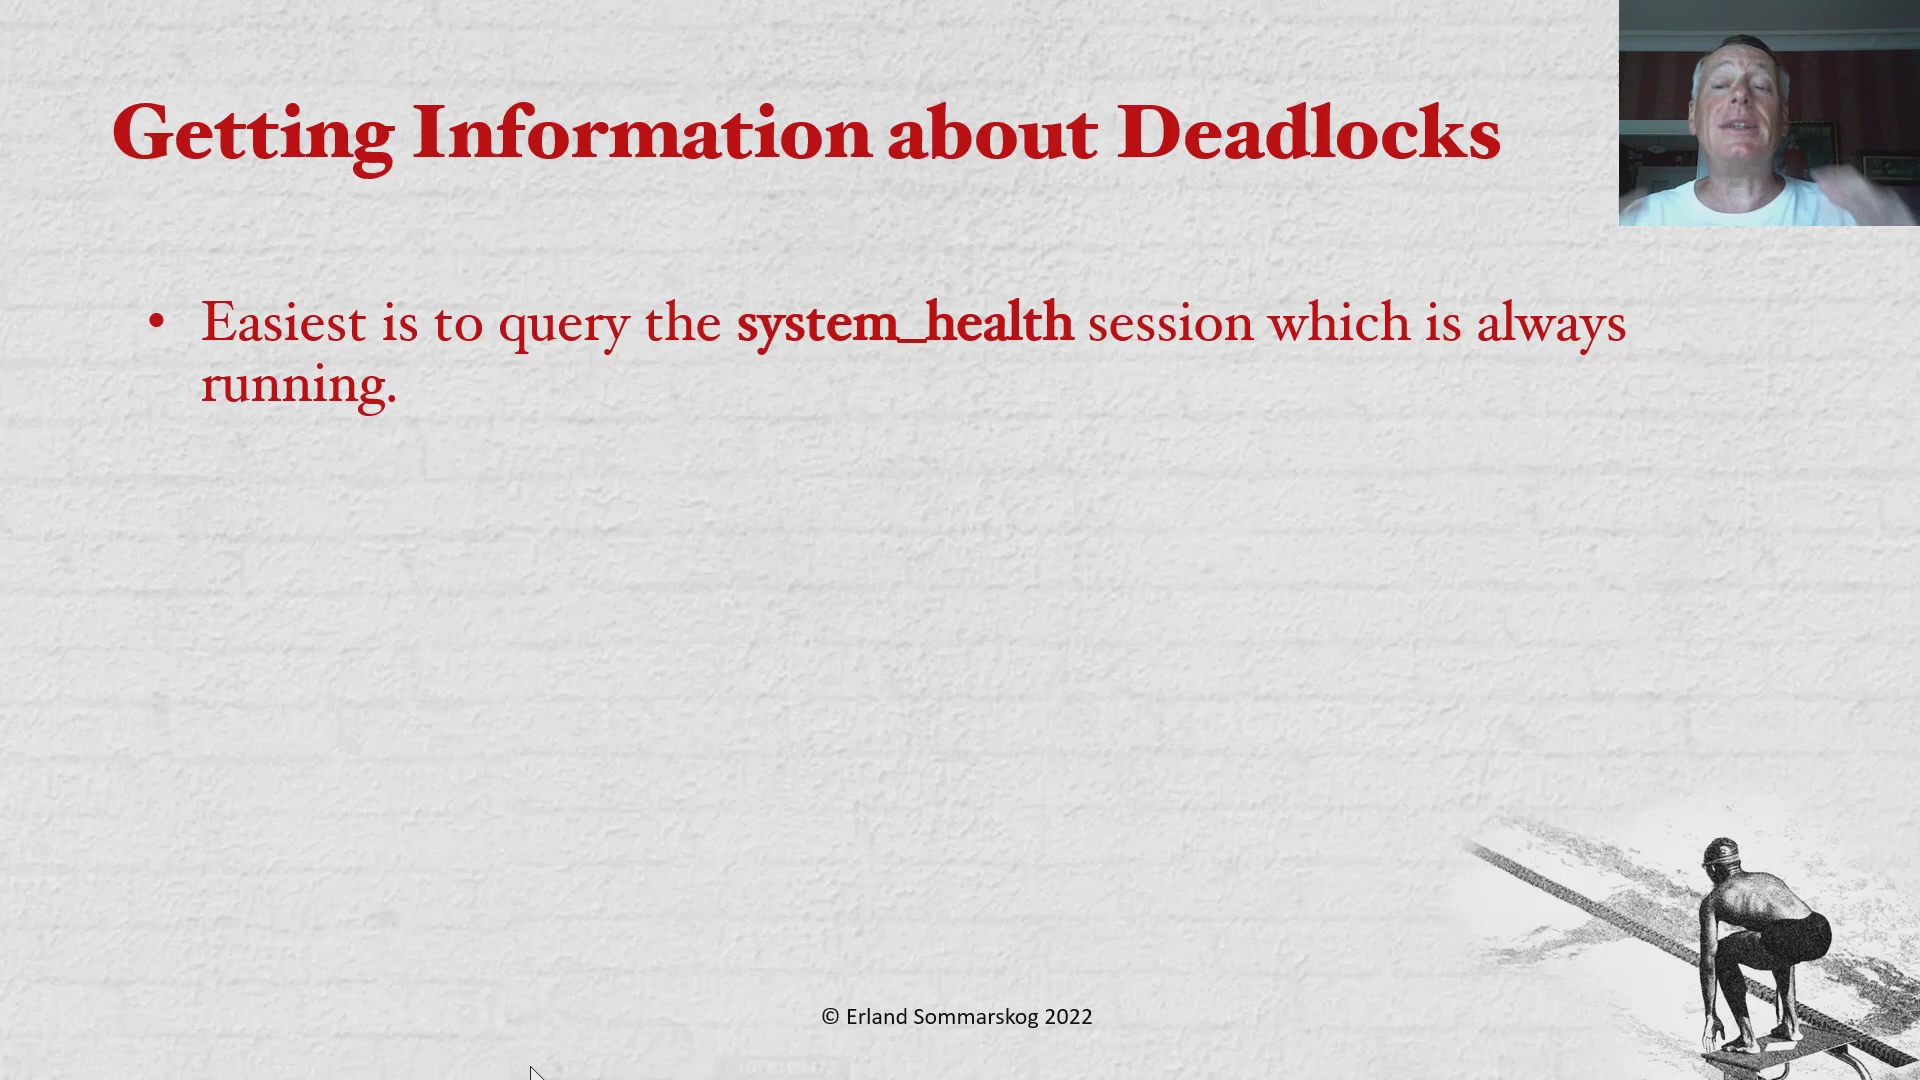 Getting Information about Deadlocks
• Easiest is to query the system_health session which is always
running.
© Erland Sommarskog 2022